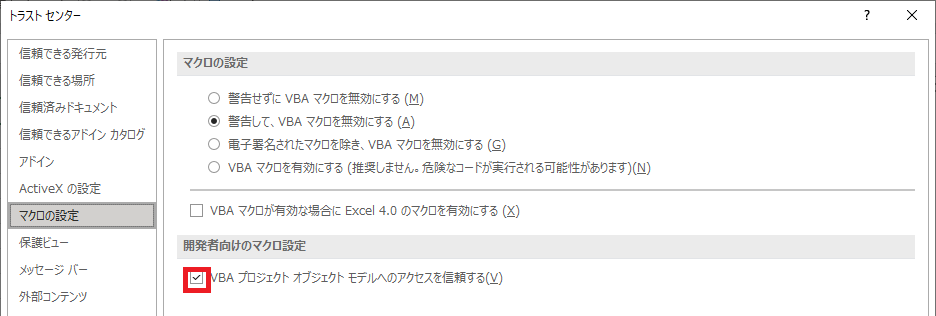 トラスト センター
? ×
信頼できる発行元
信頼できる場所
信頼済みドキュメント
信頼できるアドイン カタログ
アドイン
ActiveX の設定
マクロの設定
保護ビュー
メッセージ バー
外部コンテンツ
マクロの設定
警告せずに VBA マクロを無効にする (M)
警告して、VBA マクロを無効にする (A)
電子署名されたマクロを除き、VBA マクロを無効にする (G)
VBA マクロを有効にする (推奨しません。危険なコードが実行される可能性があります)(N)
VBA マクロが有効な場合に Excel 4.0 のマクロを有効にする (X)
開発者向けのマクロ設定
VBA プロジェクト オブジェクト モデルへのアクセスを信頼する(V)